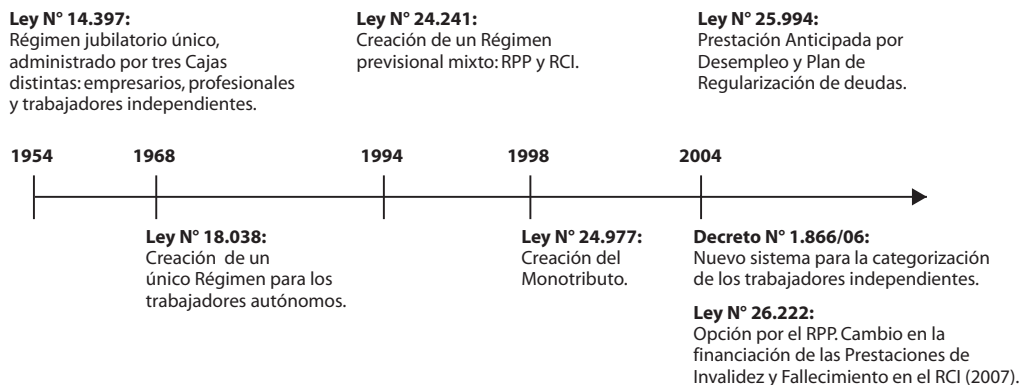 Ley N° 14.397:
Régimen jubilatorio único,
administrado por tres Cajas
distintas: empresarios, profesionales
y trabajadores independientes.
Ley N° 24.241:
Creación de un Régimen
previsional mixto: RPP y RCI.
Ley N° 25.994:
Prestación Anticipada por
Desempleo y Plan de
Regularización de deudas.
1954
1968
1994
1998
2004
Ley N° 18.038:
Creación de un
único Régimen para los
trabajadores autónomos.
Ley N° 24.977:
Creación del
Monotributo.
Decreto N° 1.866/06:
Nuevo sistema para la categorización
de los trabajadores independientes.
Ley N° 26.222:
Opción por el RPP. Cambio en la
financiación de las Prestaciones de
Invalidez y Fallecimiento en el RCI (2007).